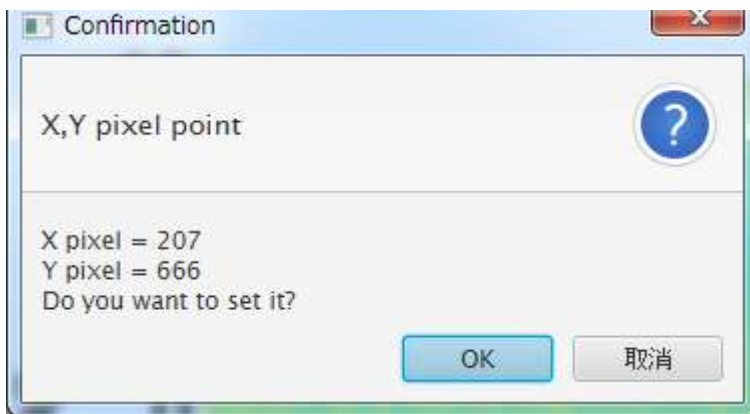 Confirmation
X,Y pixel point
?
X pixel = 207
Y pixel = 666
Do you want to set it?
OK
取消